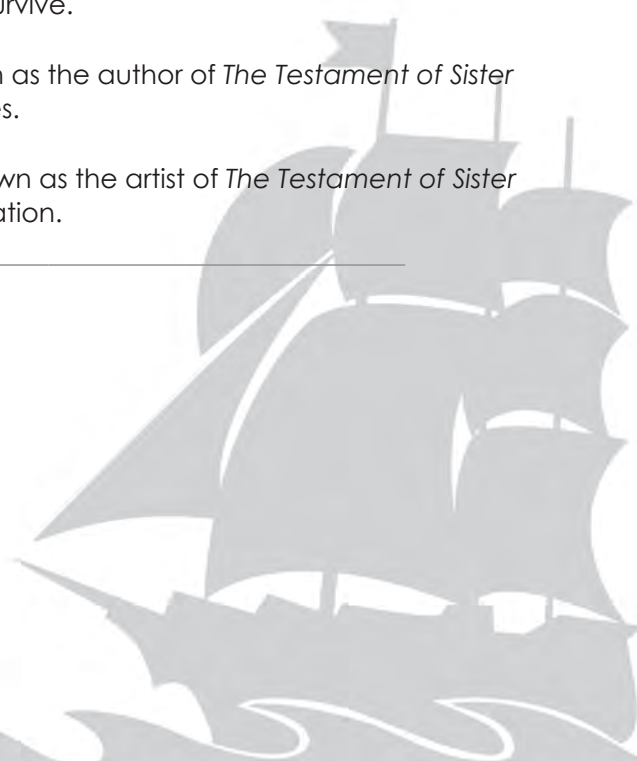 urvive.
n as the author of The Testament of Sister
es.
wn as the artist of The Testament of Sister
ation.